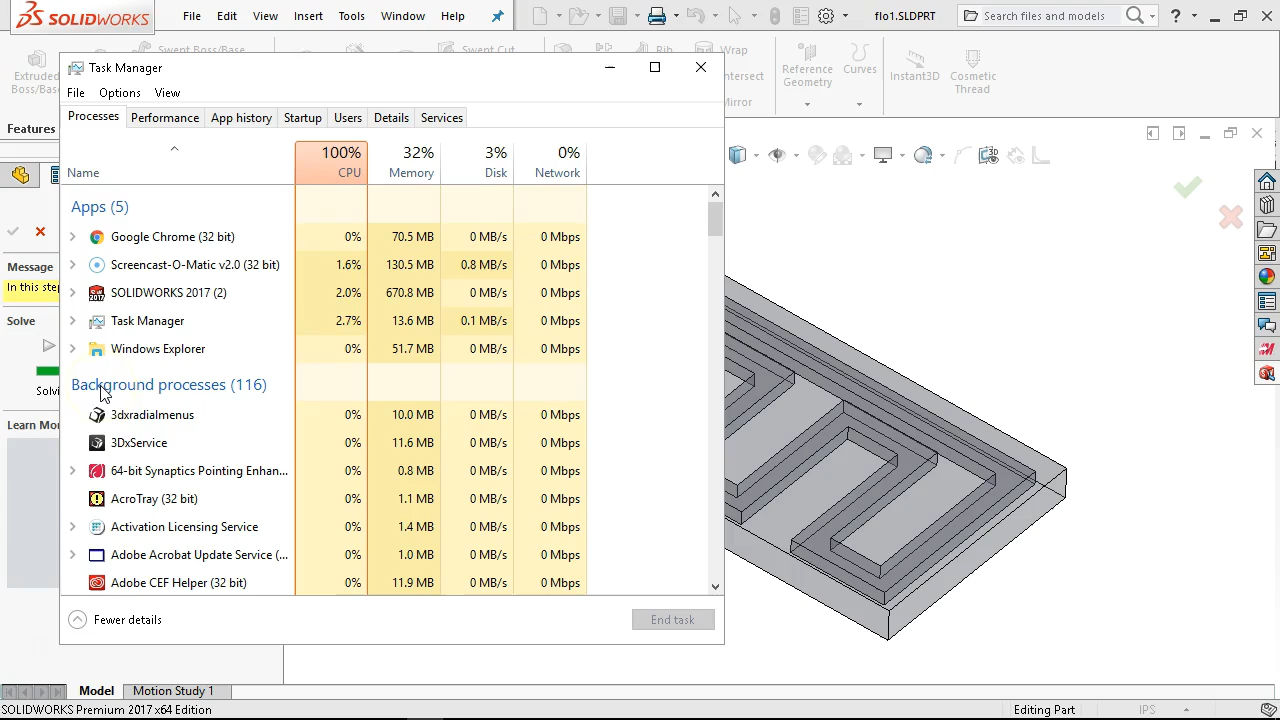 SOLIDWORKS
File Edit View Insert Tools Window Help
flo1.SLDPRT
Search files and models
Extruded
Boss/Base
Swept Boss/Base
Swept Cut
Rib
Wrap
Intersect
Mirror
Reference
Geometry
Curves
Instant3D
Cosmetic
Thread
Features
Message
In this step
Solve
Learn Mor
Task Manager
File Options View
Processes Performance App history Startup Users Details Services
100% 32% 3% 0%
Name CPU Memory Disk Network
Apps (5)
Google Chrome (32 bit) 0% 70.5 MB 0 MB/s 0 Mbps
Screencast-O-Matic v2.0 (32 bit) 1.6% 130.5 MB 0.8 MB/s 0 Mbps
SOLIDWORKS 2017 (2) 2.0% 670.8 MB 0 MB/s 0 Mbps
Task Manager 2.7% 13.6 MB 0.1 MB/s 0 Mbps
Windows Explorer 0% 51.7 MB 0 MB/s 0 Mbps
Background processes (116)
3dxradialmenus 0% 10.0 MB 0 MB/s 0 Mbps
3DxService 0% 11.6 MB 0 MB/s 0 Mbps
64-bit Synaptics Pointing Enhan... 0% 0.8 MB 0 MB/s 0 Mbps
AcroTray (32 bit) 0% 1.1 MB 0 MB/s 0 Mbps
Activation Licensing Service 0% 1.4 MB 0 MB/s 0 Mbps
Adobe Acrobat Update Service (... 0% 1.0 MB 0 MB/s 0 Mbps
Adobe CEF Helper (32 bit) 0% 11.9 MB 0 MB/s 0 Mbps
Fewer details
End task
Model Motion Study 1
SOLIDWORKS Premium 2017 x64 Edition
Editing Part
IPS